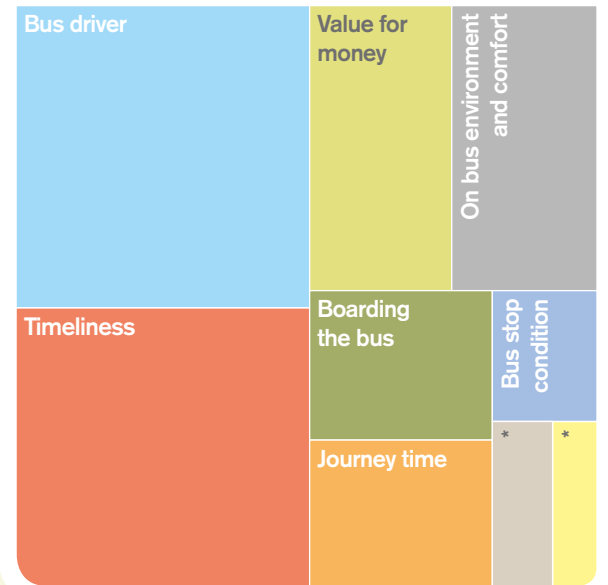 Bus driver
Value for
money
On bus environment
and comfort
Timeliness
Boarding
the bus
Bus stop
condition
Journey time
*
*